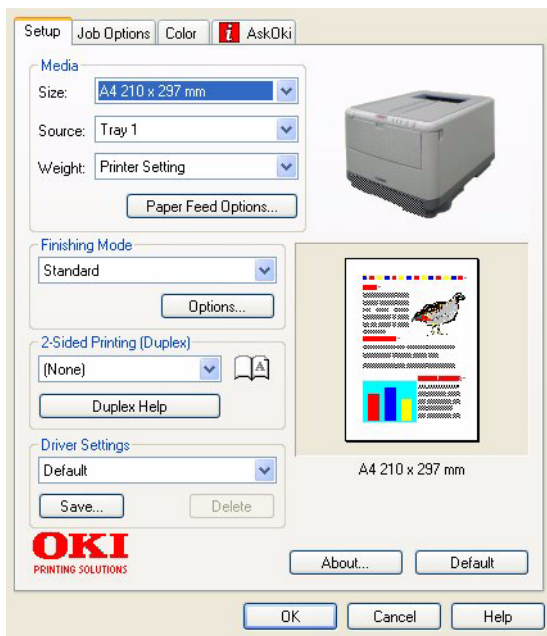 Setup Job Options Color i AskOki
Media
Size: A4 210 x 297 mm
Source: Tray 1
Weight: Printer Setting
Paper Feed Options...
Finishing Mode
Standard
Options...
2-Sided Printing (Duplex)
(None)
A
Duplex Help
Driver Settings
Default
Save... Delete
A4 210 x 297 mm
OKI
PRINTING SOLUTIONS
About... Default
OK Cancel Help